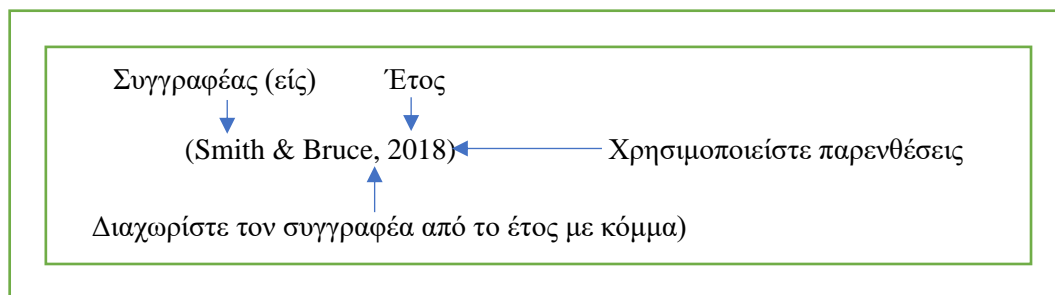 Συγγραφέας (είς) Έτος
(Smith & Bruce, 2018) Χρησιμοποιείστε παρενθέσεις
Διαχωρίστε τον συγγραφέα από το έτος με κόμμα)